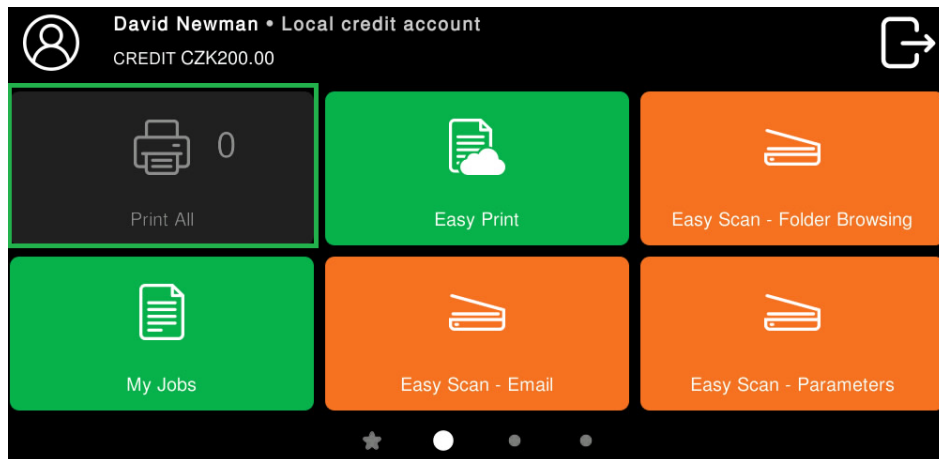 David Newman • Local credit account
CREDIT CZK200.00
0
Print All
Easy Print
Easy Scan - Folder Browsing
My Jobs
Easy Scan - Email
Easy Scan - Parameters